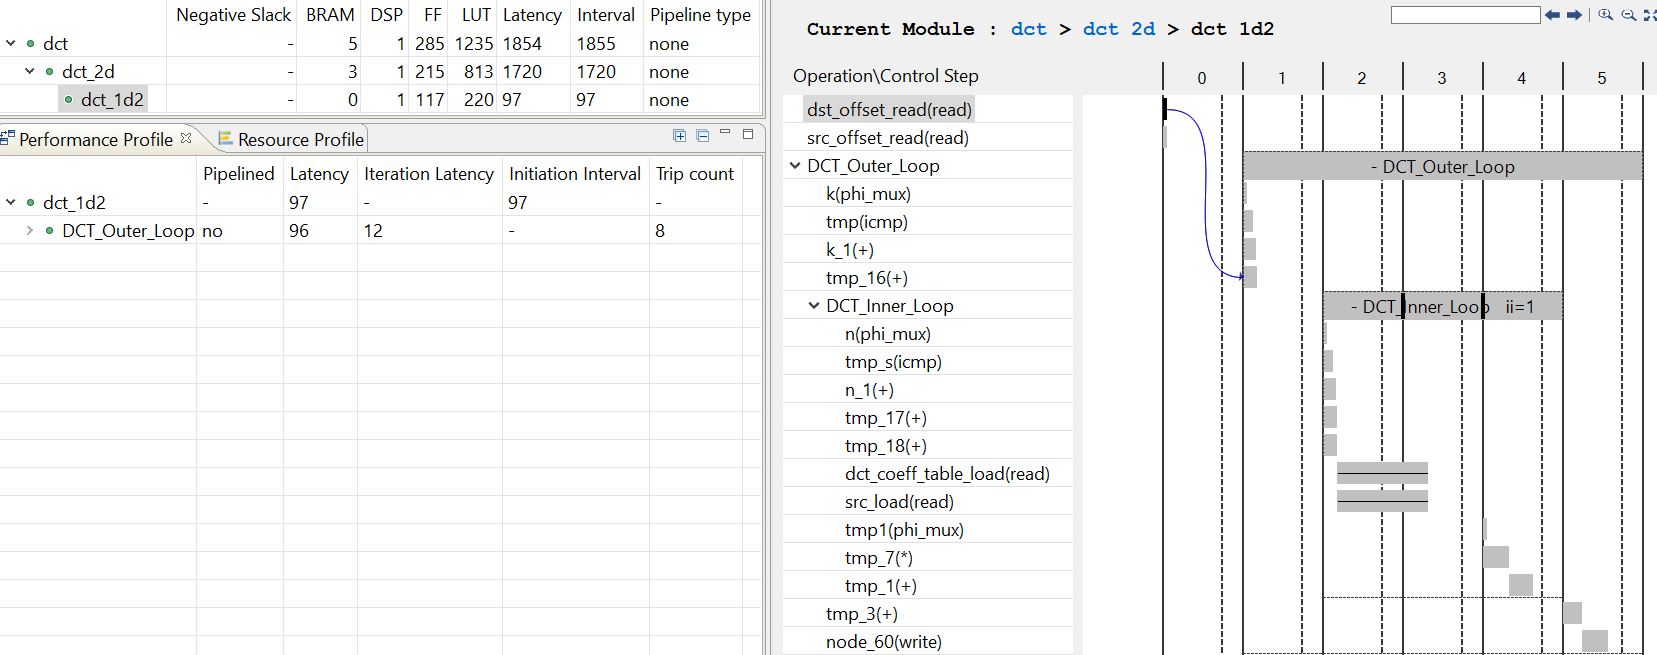 Negative Slack BRAM DSP FF LUT Latency Interval Pipeline type
dct - 5 1 285 1235 1854 1855 none
dct_2d - 3 1 215 813 1720 1720 none
dct_1d2 - 0 1 117 220 97 97 none
Performance Profile Resource Profile
Pipelined Latency Iteration Latency Initiation Interval Trip count
dct_1d2 - 97 - 97 -
DCT_Outer_Loop no 96 12 - 8
Current Module : dct > dct 2d > dct 1d2
Operation\Control Step 0 1 2 3 4 5
dst_offset_read(read)
src_offset_read(read)
DCT_Outer_Loop - DCT_Outer_Loop
k(phi_mux)
tmp(icmp)
k_1(+)
tmp_16(+)
DCT_Inner_Loop - DCT_Inner_Loop ii=1
n(phi_mux)
tmp_s(icmp)
n_1(+)
tmp_17(+)
tmp_18(+)
dct_coeff_table_load(read)
src_load(read)
tmp1(phi_mux)
tmp_7(*)
tmp_1(+)
tmp_3(+)
node_60(write)